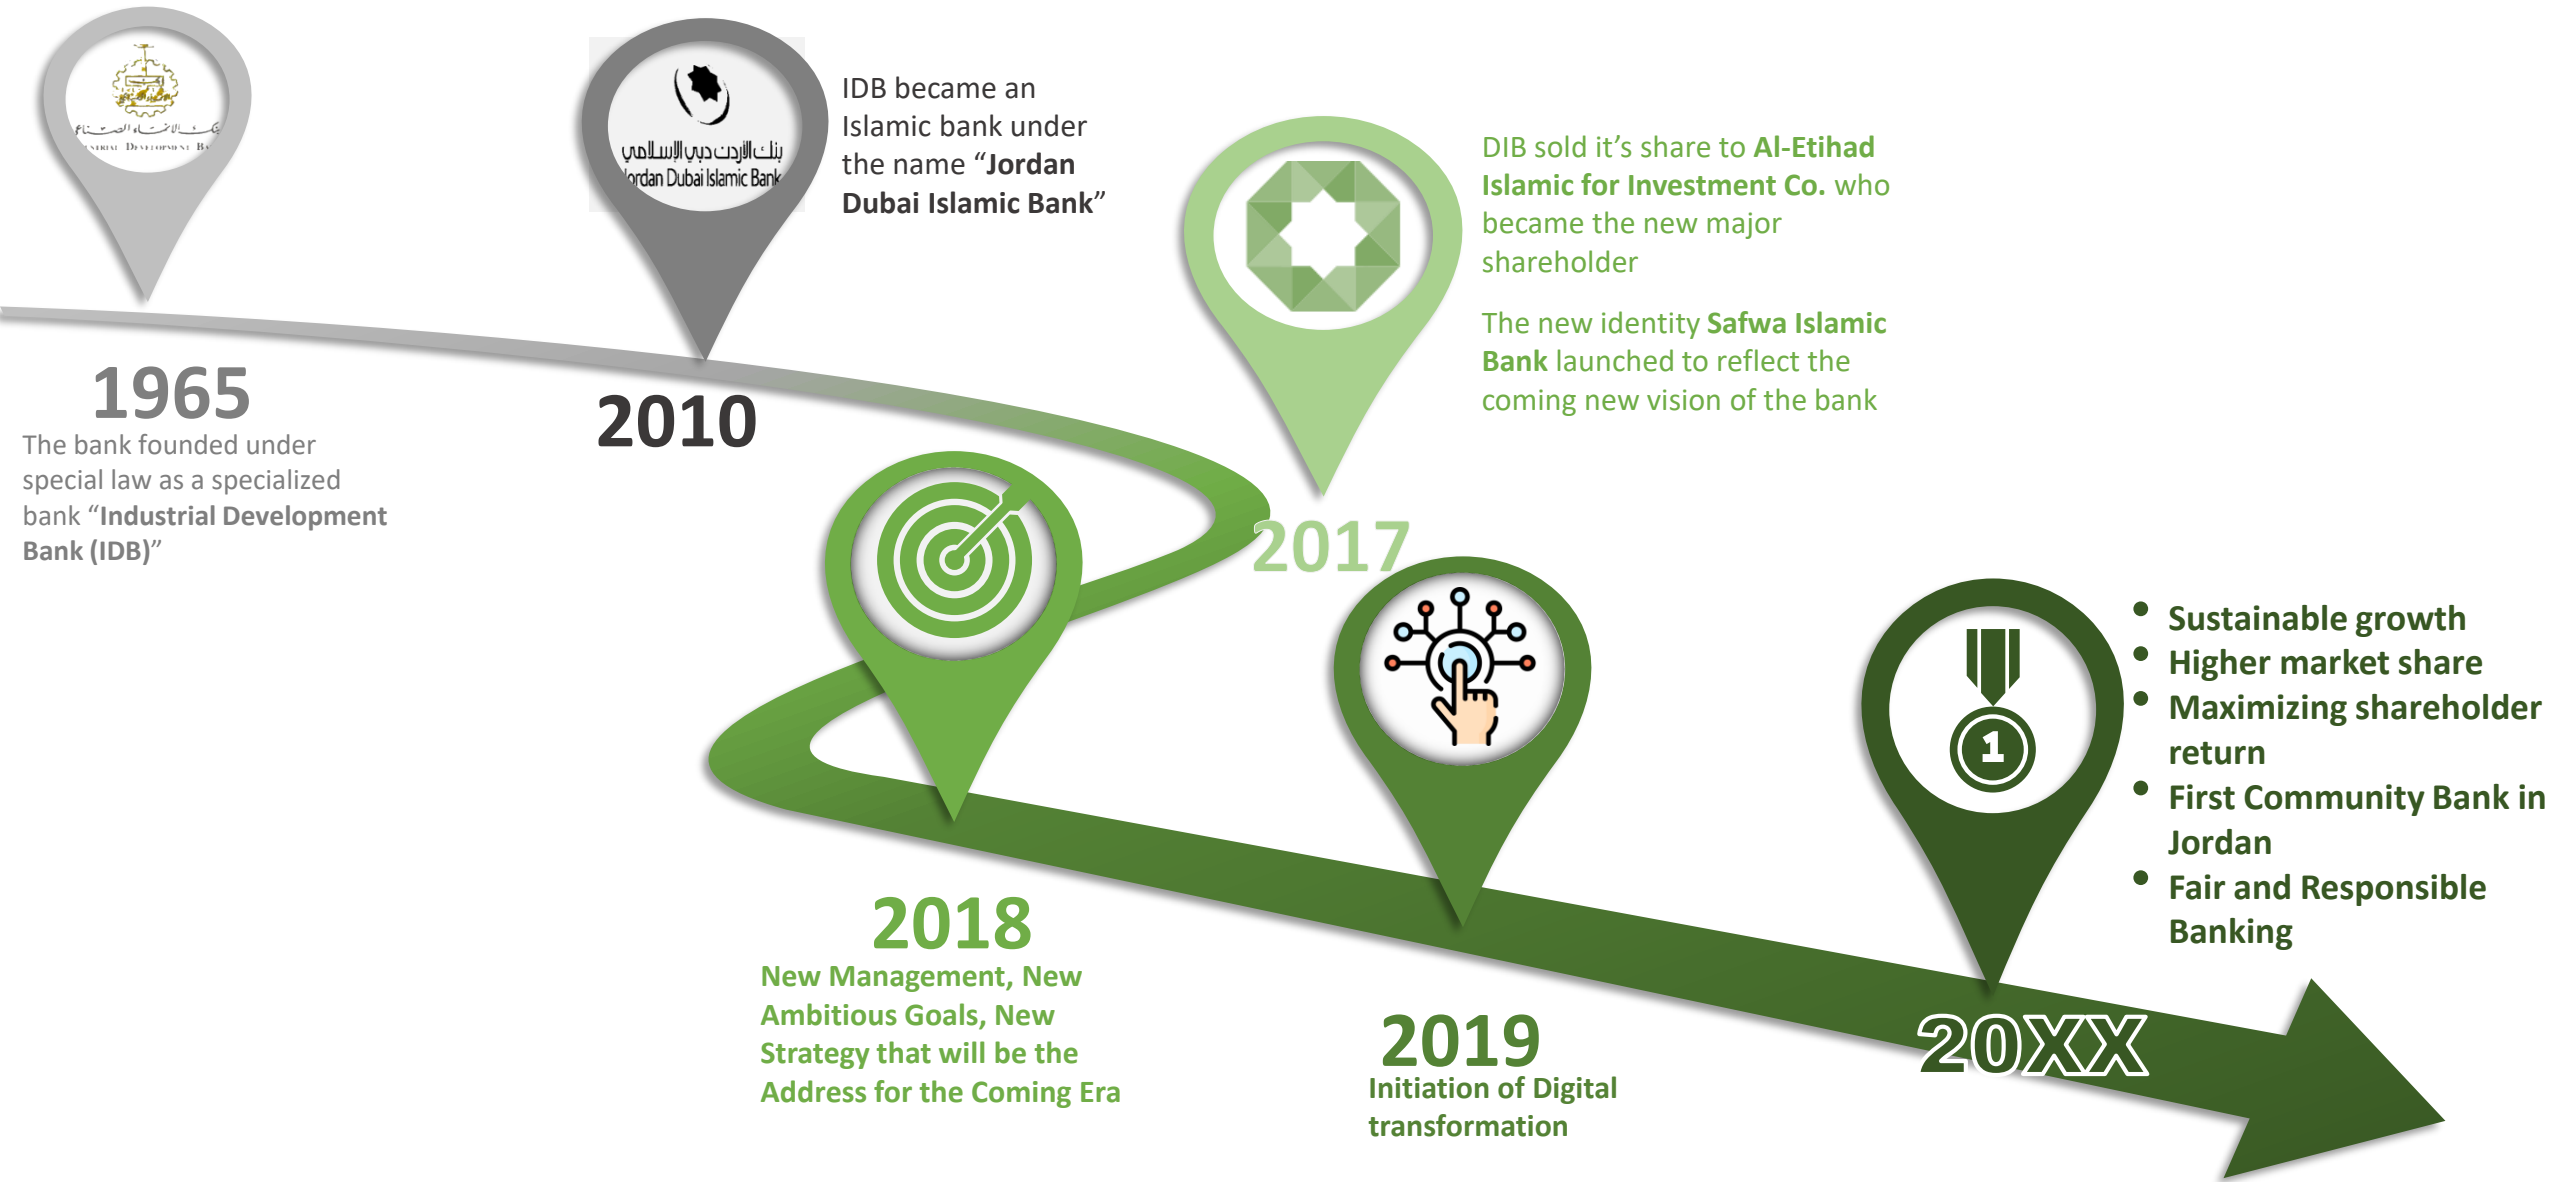 بنك الانماء الصناعي
بنك الأردن دبي الإسلامي
Jordan Dubai Islamic Bank
IDB became an
Islamic bank under
the name “Jordan
Dubai Islamic Bank”
DIB sold it’s share to Al-Etihad
Islamic for Investment Co. who
became the new major
shareholder
The new identity Safwa Islamic
Bank launched to reflect the
coming new vision of the bank
1965
The bank founded under
special law as a specialized
bank “Industrial Development
Bank (IDB)”
2010
2017
2018
New Management, New
Ambitious Goals, New
Strategy that will be the
Address for the Coming Era
2019
Initiation of Digital
transformation
1
• Sustainable growth
• Higher market share
• Maximizing shareholder
return
• First Community Bank in
Jordan
• Fair and Responsible
Banking
20XX